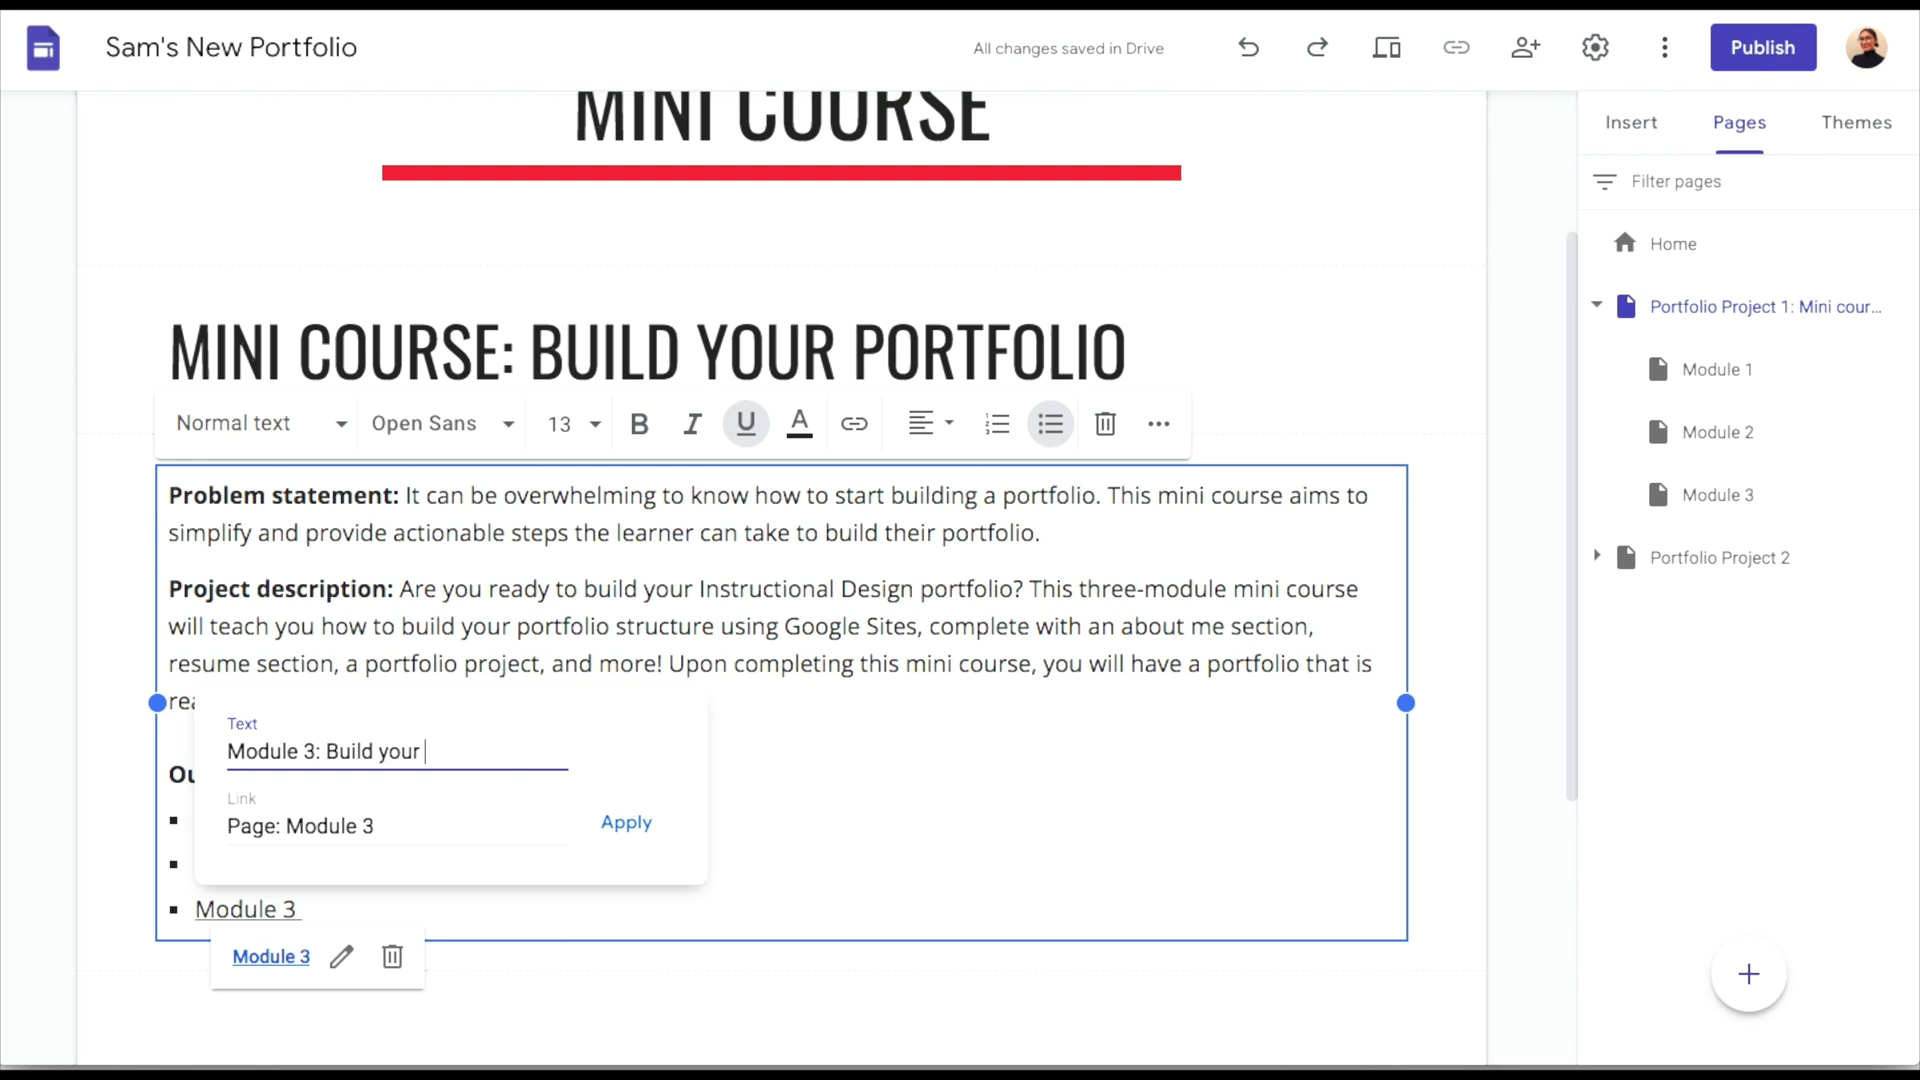 Sam's New Portfolio
All changes saved in Drive
Publish
MINI COURSE
Insert
Pages
Themes
Filter pages
Home
Portfolio Project 1: Mini cour...
Module 1
Module 2
Module 3
Portfolio Project 2
MINI COURSE: BUILD YOUR PORTFOLIO
Normal text
Open Sans
13
B
I
U
A
Problem statement: It can be overwhelming to know how to start building a portfolio. This mini course aims to
simplify and provide actionable steps the learner can take to build their portfolio.
Project description: Are you ready to build your Instructional Design portfolio? This three-module mini course
will teach you how to build your portfolio structure using Google Sites, complete with an about me section,
resume section, a portfolio project, and more! Upon completing this mini course, you will have a portfolio that is
Text
Module 3: Build your
Link
Page: Module 3
Apply
Module 3
Module 3